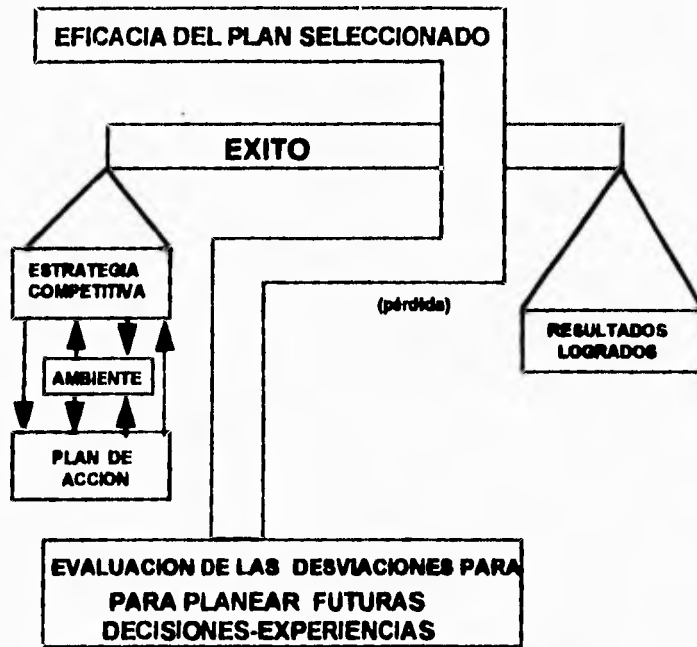 EFICACIA DEL PLAN SELECCIONADO
EXITO
ESTRATEGIA
COMPETITIVA
(pérdida)
RESULTADOS
LOGRADOS
AMBIENTE
PLAN DE
ACCION
EVALUACION DE LAS DESVIACIONES PARA
PARA PLANEAR FUTURAS
DECISIONES-EXPERIENCIAS